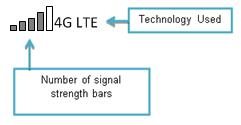 4G LTE
Technology Used
Number of signal
strength bars